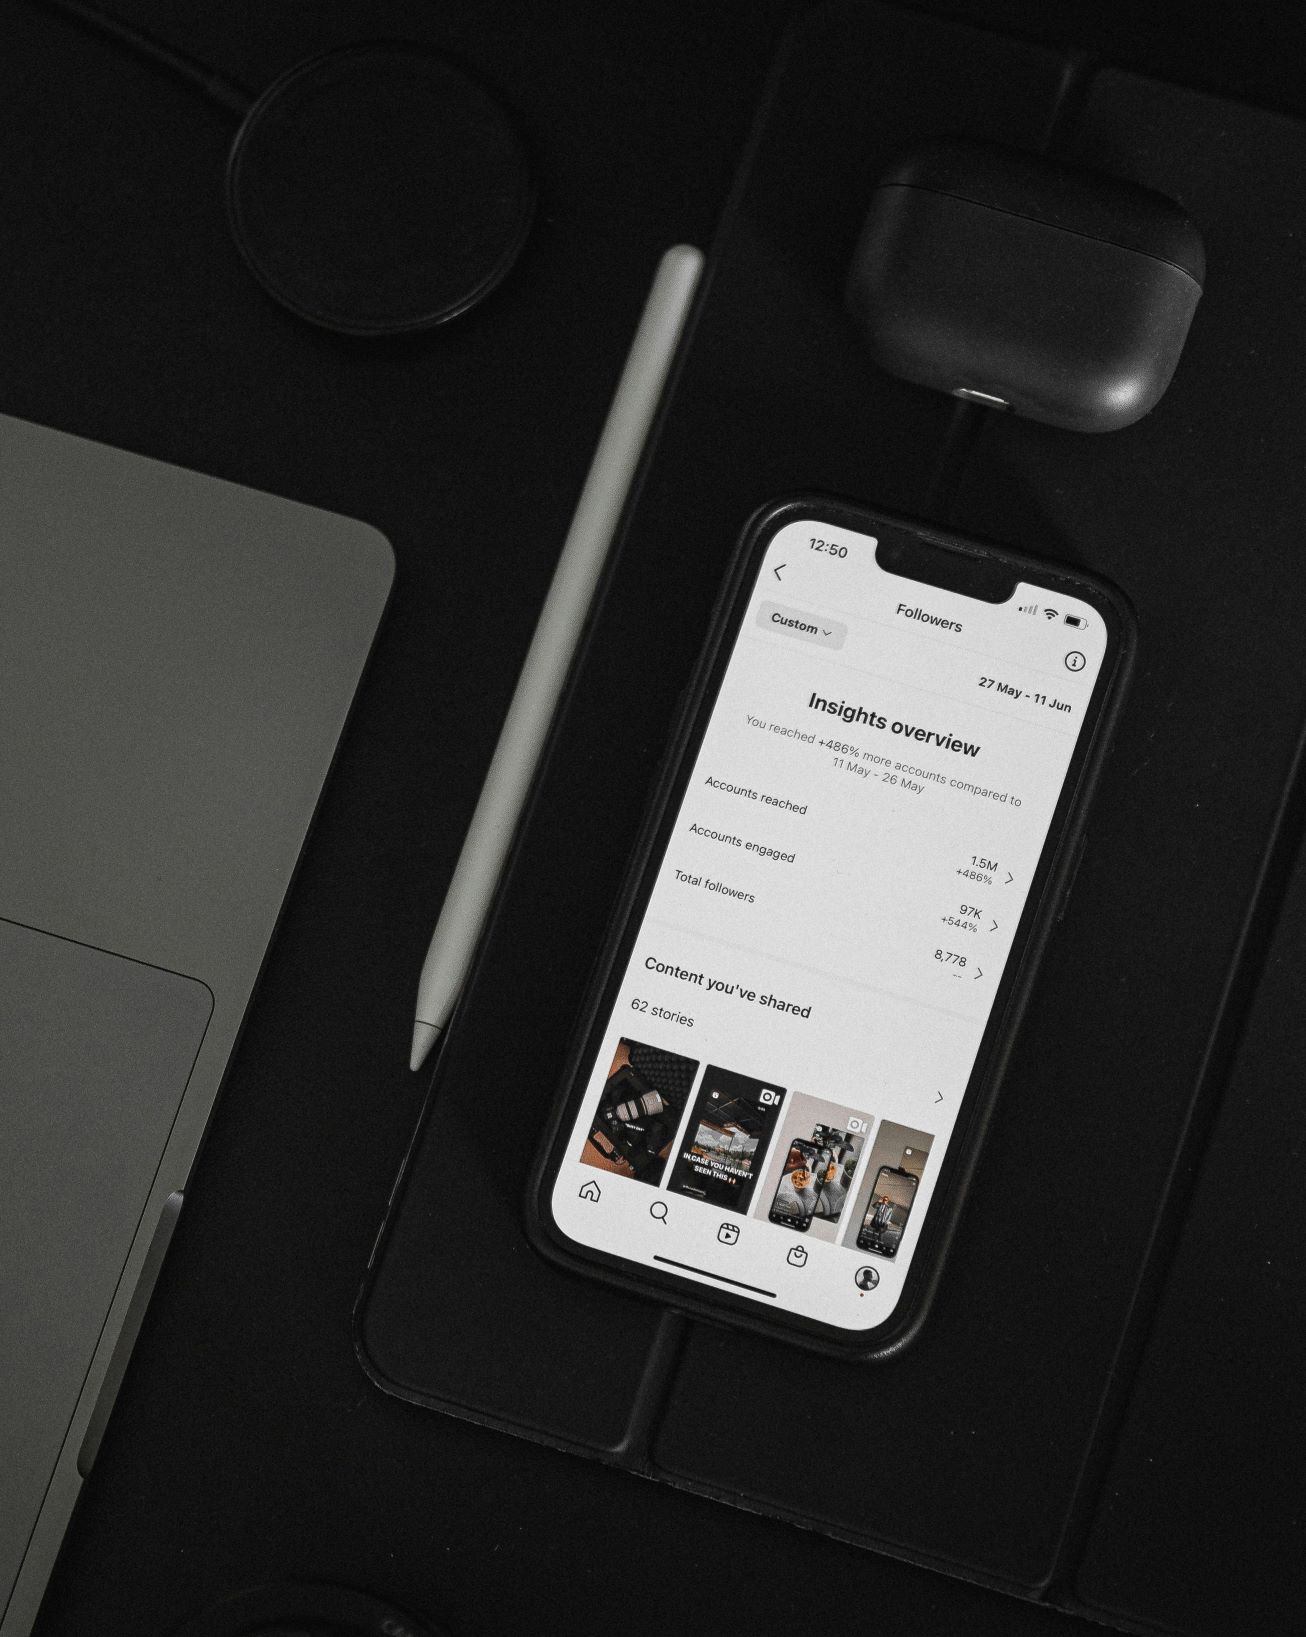 12:50
Followers
Custom
27 May - 11 Jun
Insights overview
You reached +486% more accounts compared to
11 May - 26 May
Accounts reached
1.5M
+486%
Accounts engaged
97K
+544%
Total followers
8,778
--
Content you've shared
62 stories
IN CASE YOU HAVEN'T
SEEN THIS